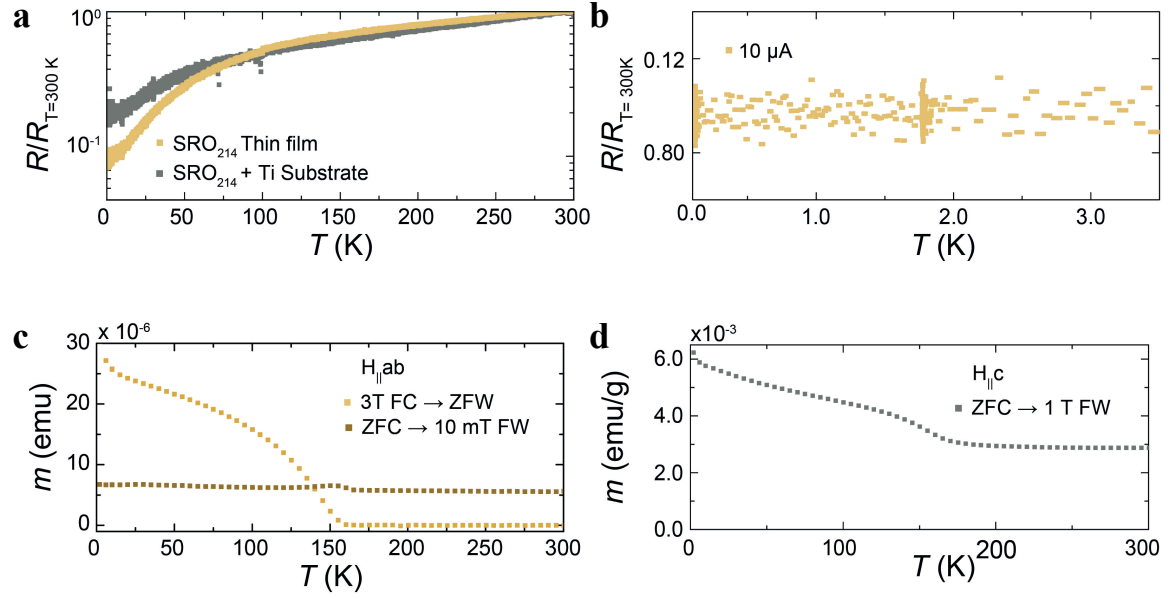 a
10⁰
10⁻¹
R/R_T=300 K
SRO₂₁₄ Thin film
SRO₂₁₄ + Ti Substrate
0 50 100 150 200 250 300
T (K)
b
0.12
0.80
R/R_T= 300K
10 µA
0.0 1.0 2.0 3.0
T (K)
c
x 10⁻⁶
30
20
10
0
m (emu)
H||ab
3T FC → ZFW
ZFC → 10 mT FW
0 50 100 150 200 250 300
T (K)
d
x10⁻³
6.0
4.0
2.0
0.0
m (emu/g)
H||c
ZFC → 1 T FW
0 100 200 300
T (K)